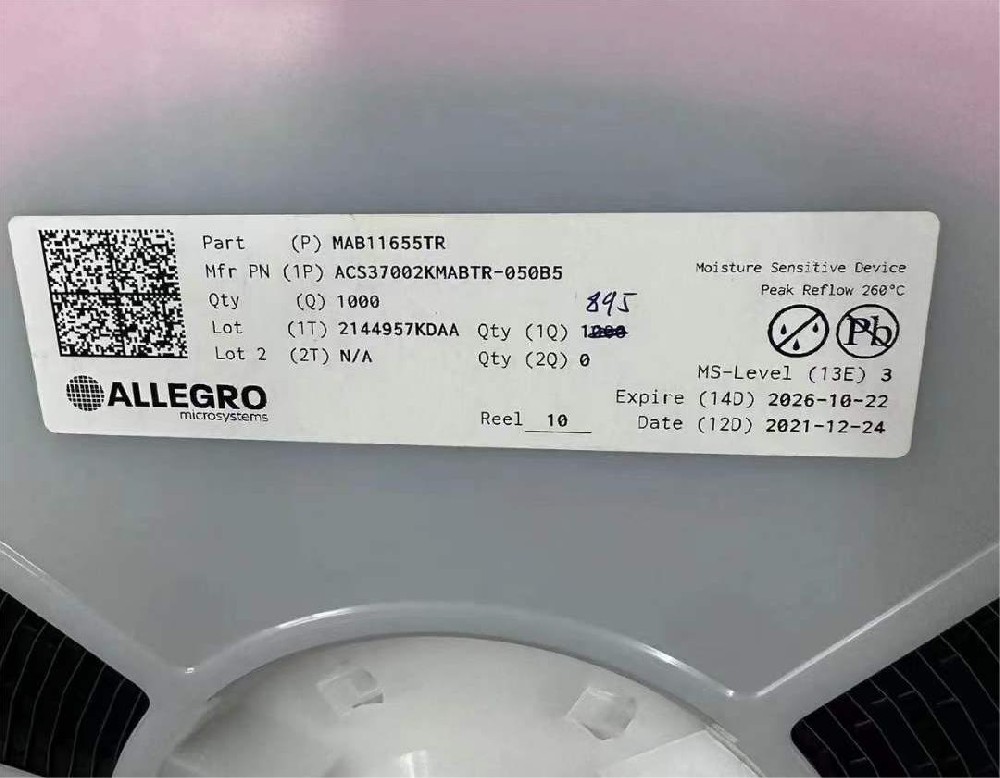 Part (P) MAB11655TR
Mfr PN (1P) ACS37002KMABTR-050B5
Qty (Q) 1000
895
Lot (1T) 2144957KDAA Qty (1Q) 1000
Lot 2 (2T) N/A Qty (2Q) 0
ALLEGRO
microsystems
Reel 10
Moisture Sensitive Device
Peak Reflow 260°C
Pb
MS-Level (13E) 3
Expire (14D) 2026-10-22
Date (12D) 2021-12-24